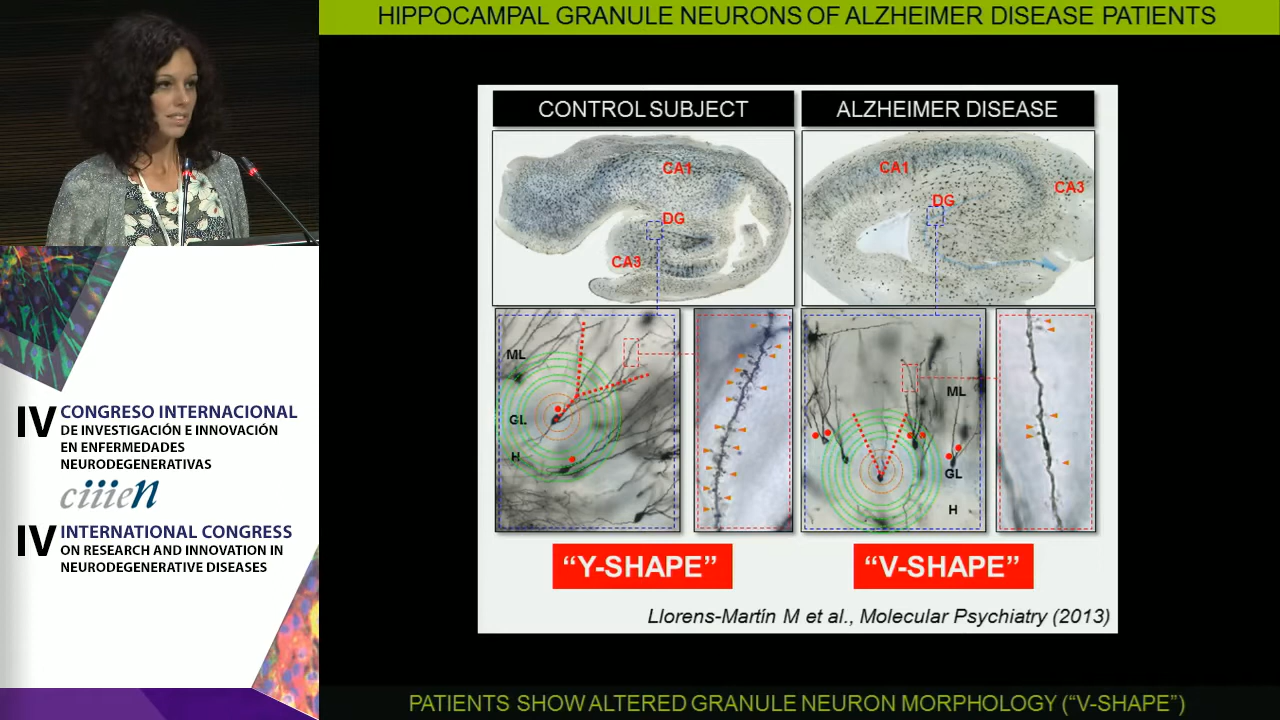 HIPPOCAMPAL GRANULE NEURONS OF ALZHEIMER DISEASE PATIENTS
CONTROL SUBJECT
ALZHEIMER DISEASE
CA1
DG
CA3
CA1
CA3
DG
ML
GL
H
ML
GL
H
“Y-SHAPE”
“V-SHAPE”
Llorens-Martín M et al., Molecular Psychiatry (2013)
PATIENTS SHOW ALTERED GRANULE NEURON MORPHOLOGY (“V-SHAPE”)
IV CONGRESO INTERNACIONAL
DE INVESTIGACIÓN E INNOVACIÓN
EN ENFERMEDADES
NEURODEGENERATIVAS
ciiien
IV INTERNATIONAL CONGRESS
ON RESEARCH AND INNOVATION IN
NEURODEGENERATIVE DISEASES